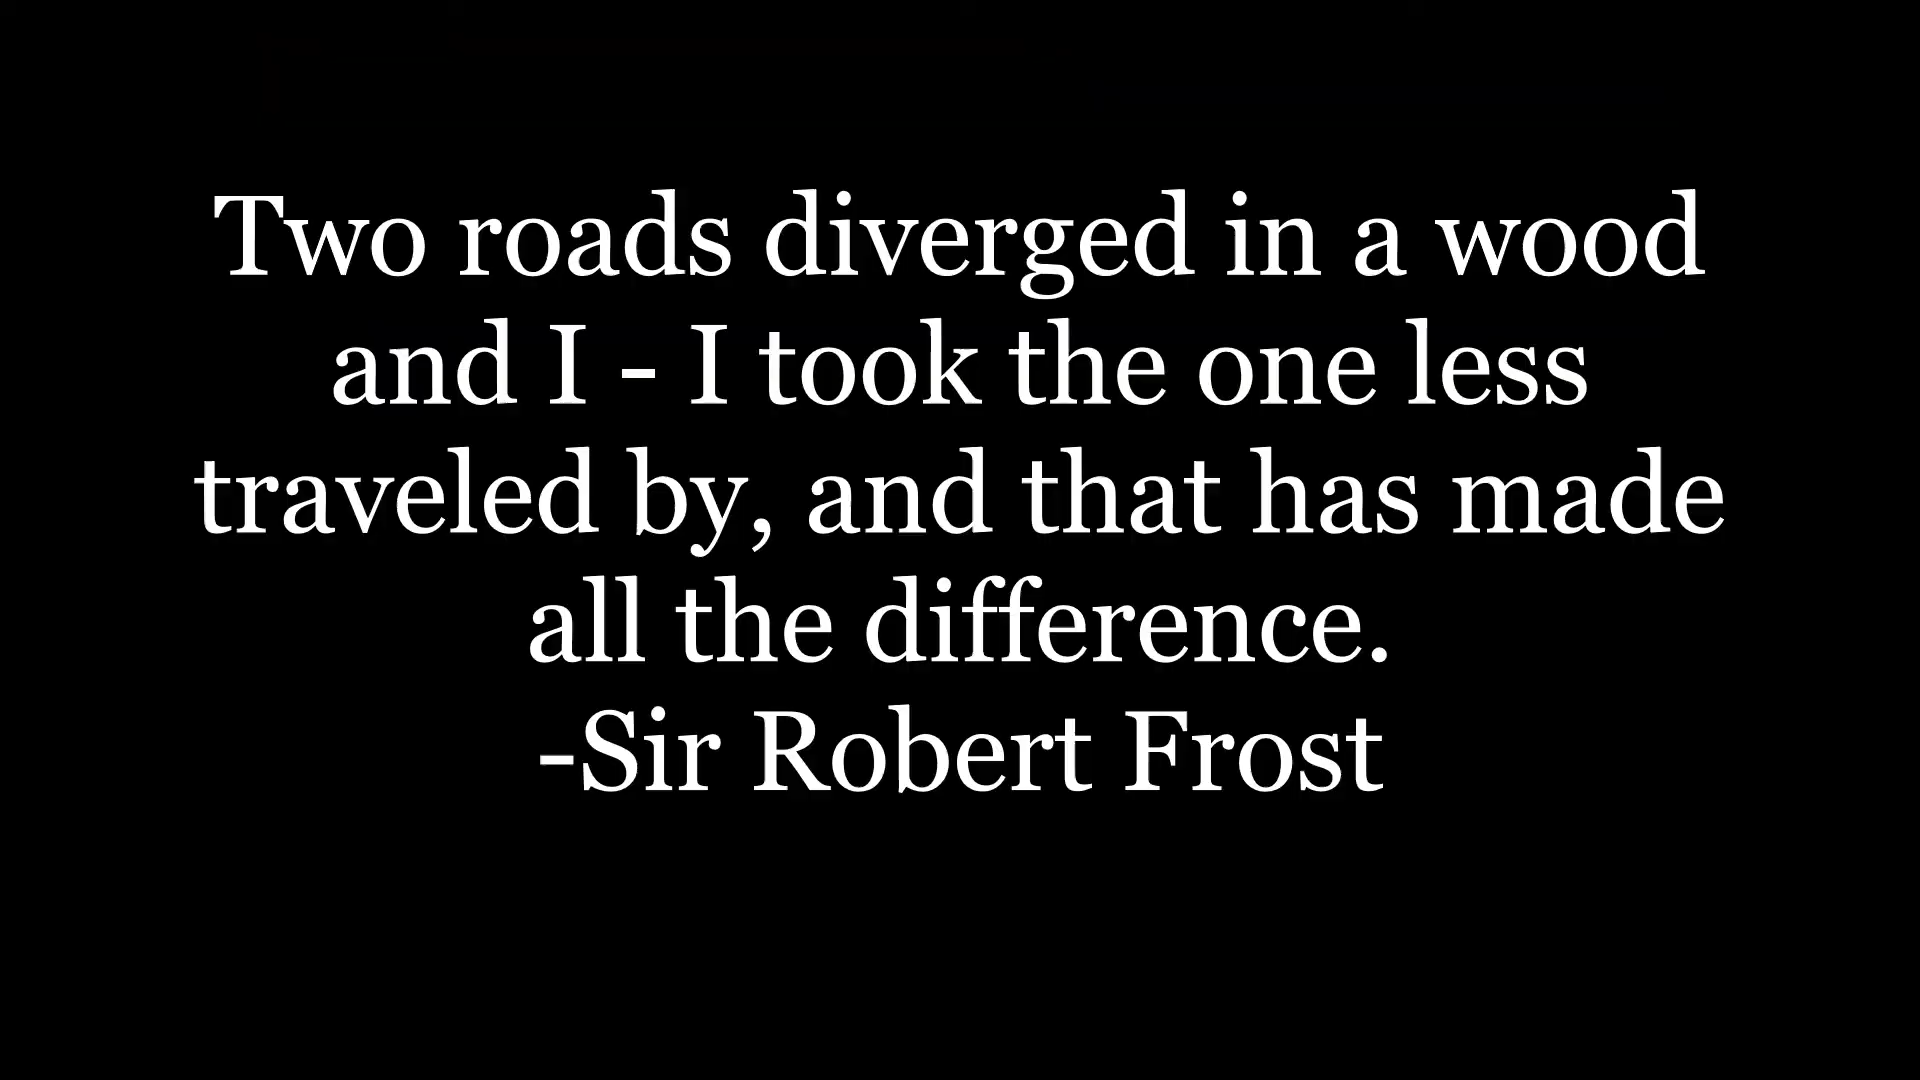 Two roads diverged in a wood
and I - I took the one less
traveled by, and that has made
all the difference.
-Sir Robert Frost